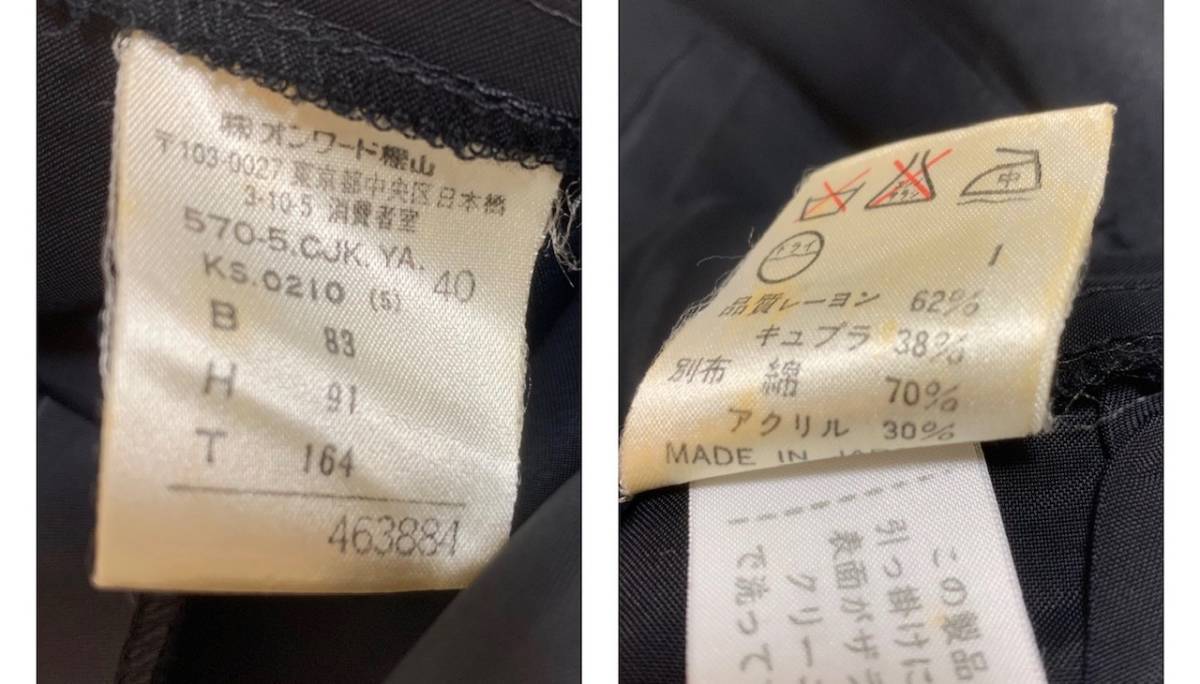 ㈱オンワード樫山
〒103-0027 東京都中央区日本橋
3-10-5 消費者室
570-5.CJK. YA. 40
KS.0210 (5)
B 83
H 91
T 164
463884
中
ドライ
1
品質レーヨン 62%
キュプラ 38%
別布 綿 70%
アクリル 30%
MADE IN
この製品
引っ掛けに
表面がザラ
クリー
で洗って